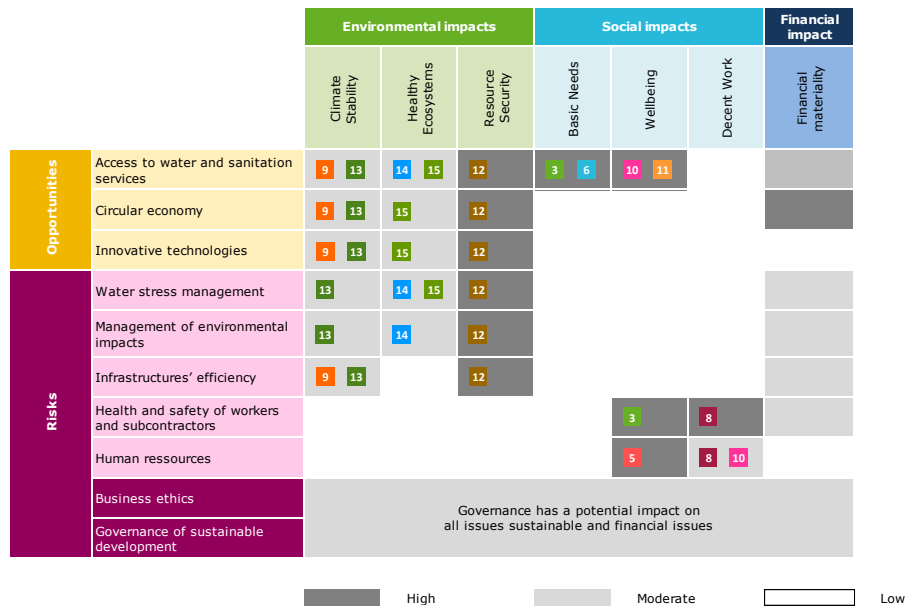 Environmental impacts
Social impacts
Financial
impact
Climate
Stability
Healthy
Ecosystems
Resource
Security
Basic Needs
Wellbeing
Decent Work
Financial
materiality
Opportunities
Access to water and sanitation
services
9 13 14 15 12 3 6 10 11
Circular economy
9 13 15 12
Innovative technologies
9 13 15 12
Risks
Water stress management
13 14 15 12
Management of environmental
impacts
13 14 12
Infrastructures’ efficiency
9 13 12
Health and safety of workers
and subcontractors
3 8
Human ressources
5 8 10
Business ethics
Governance of sustainable
development
Governance has a potential impact on
all issues sustainable and financial issues
High
Moderate
Low